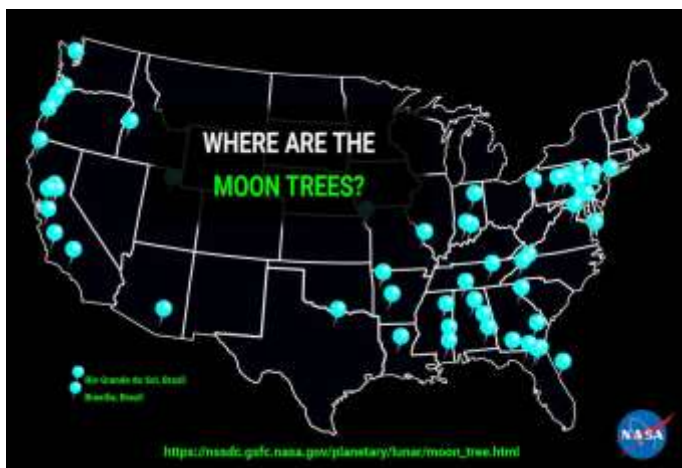 WHERE ARE THE
MOON TREES?
Rio Grande do Sol, Brazil
Brasilia, Brazil
https://nssdc.gsfc.nasa.gov/planetary/lunar/moon_tree.html
NASA